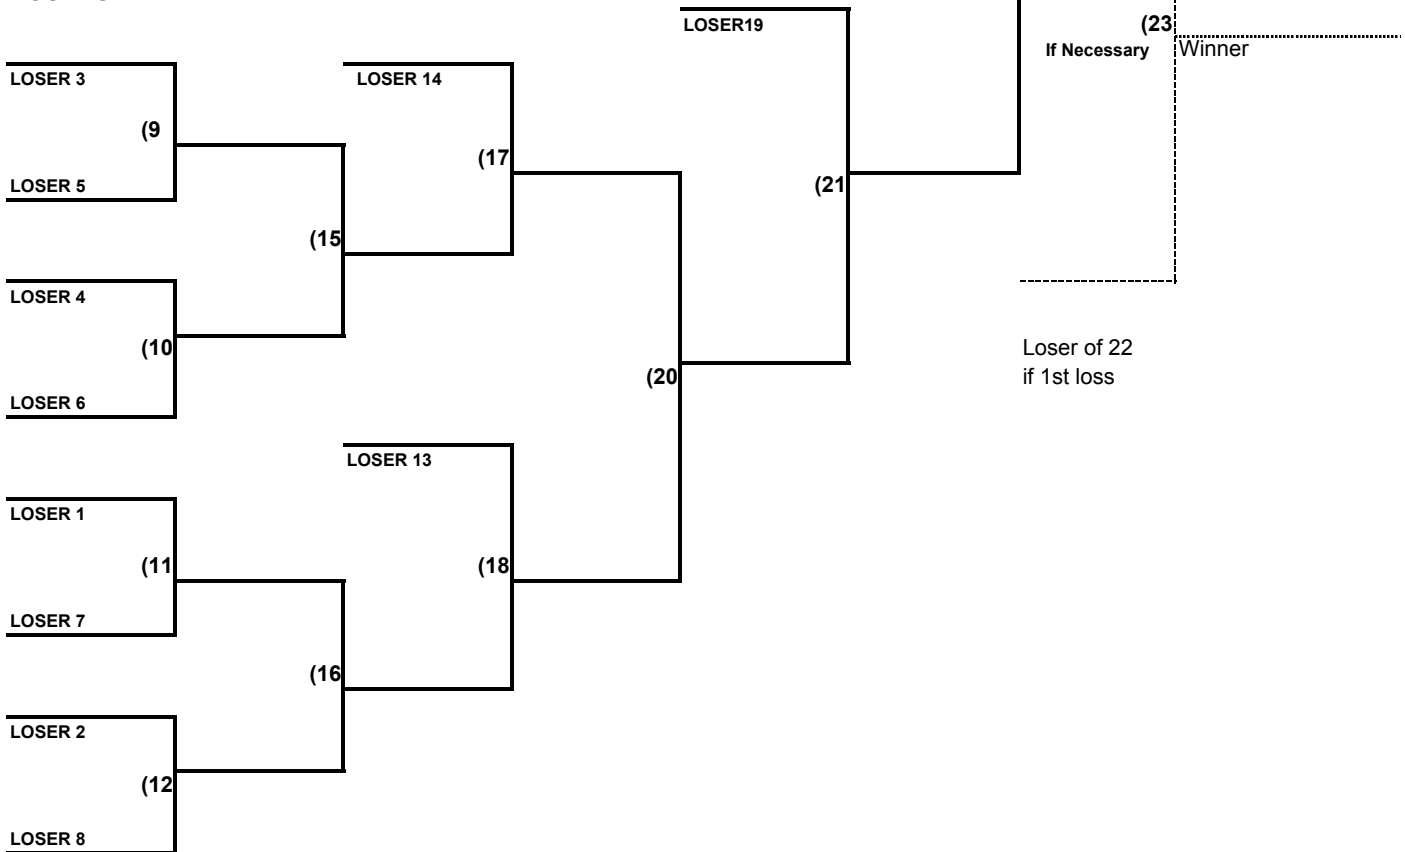 LOSER19
(23
If Necessary
Winner
LOSER 3
LOSER 14
(9
(17
LOSER 5
(21
(15
LOSER 4
(10
Loser of 22
if 1st loss
(20
LOSER 6
LOSER 13
LOSER 1
(11
(18
LOSER 7
(16
LOSER 2
(12
LOSER 8